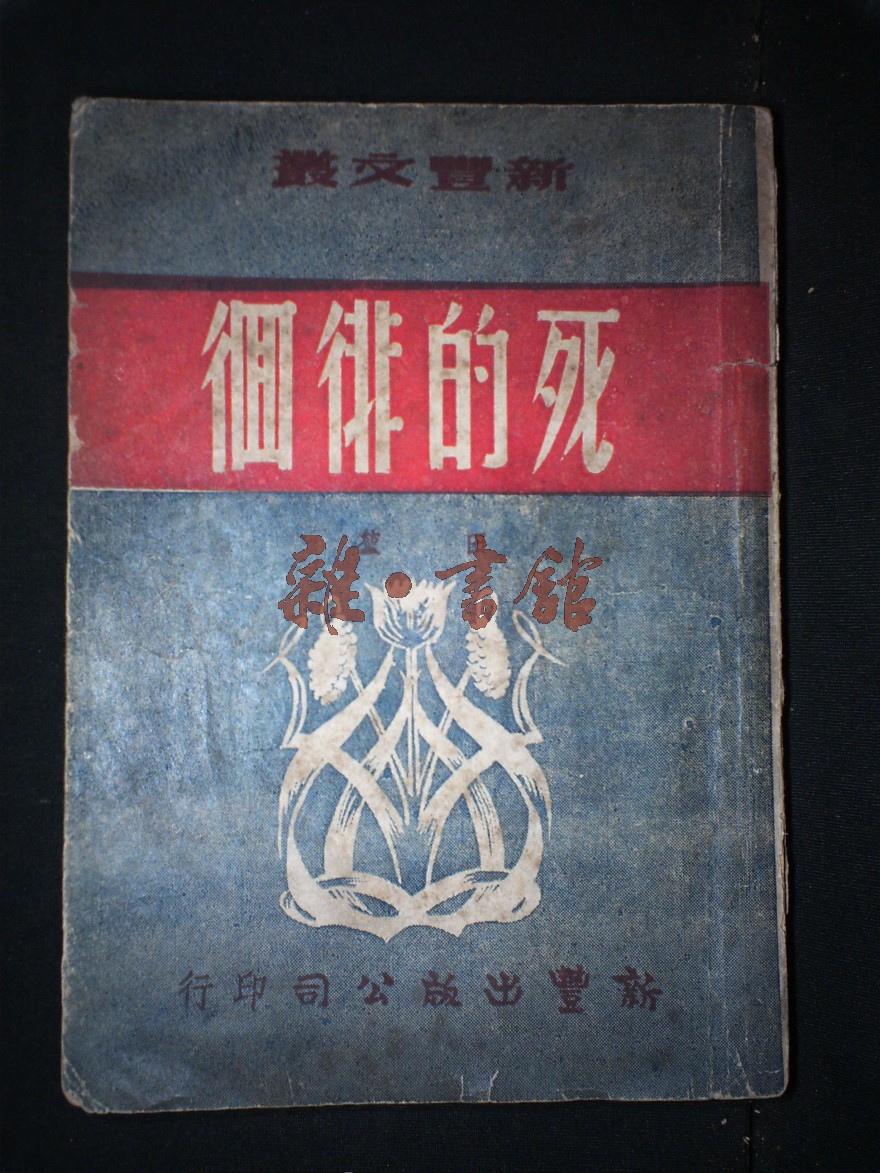 新豐文叢
死的徘徊
雜•書館
新豐出版公司印行